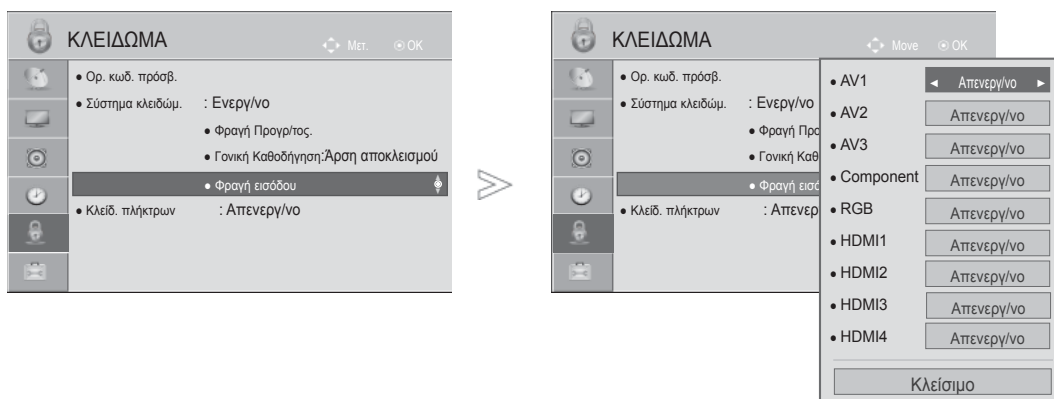 ΚΛΕΙΔΩΜΑ
Μετ.
OK
• Ορ. κωδ. πρόσβ.
• Σύστημα κλειδώμ. : Ενεργ/νο
• Φραγή Προγρ/τος.
• Γονική Καθοδήγηση:Άρση αποκλεισμού
• Φραγή εισόδου
• Κλείδ. πλήκτρων : Απενεργ/νο
ΚΛΕΙΔΩΜΑ
Move
OK
• Ορ. κωδ. πρόσβ.
• Σύστημα κλειδώμ. : Ενεργ/νο
• Φραγή Προ
• Γονική Καθ
• Φραγή εισό
• Κλείδ. πλήκτρων : Απενερ
• AV1 ◄ Απενεργ/νο ►
• AV2 Απενεργ/νο
• AV3 Απενεργ/νο
• Component Απενεργ/νο
• RGB Απενεργ/νο
• HDMI1 Απενεργ/νο
• HDMI2 Απενεργ/νο
• HDMI3 Απενεργ/νο
• HDMI4 Απενεργ/νο
Κλείσιμο